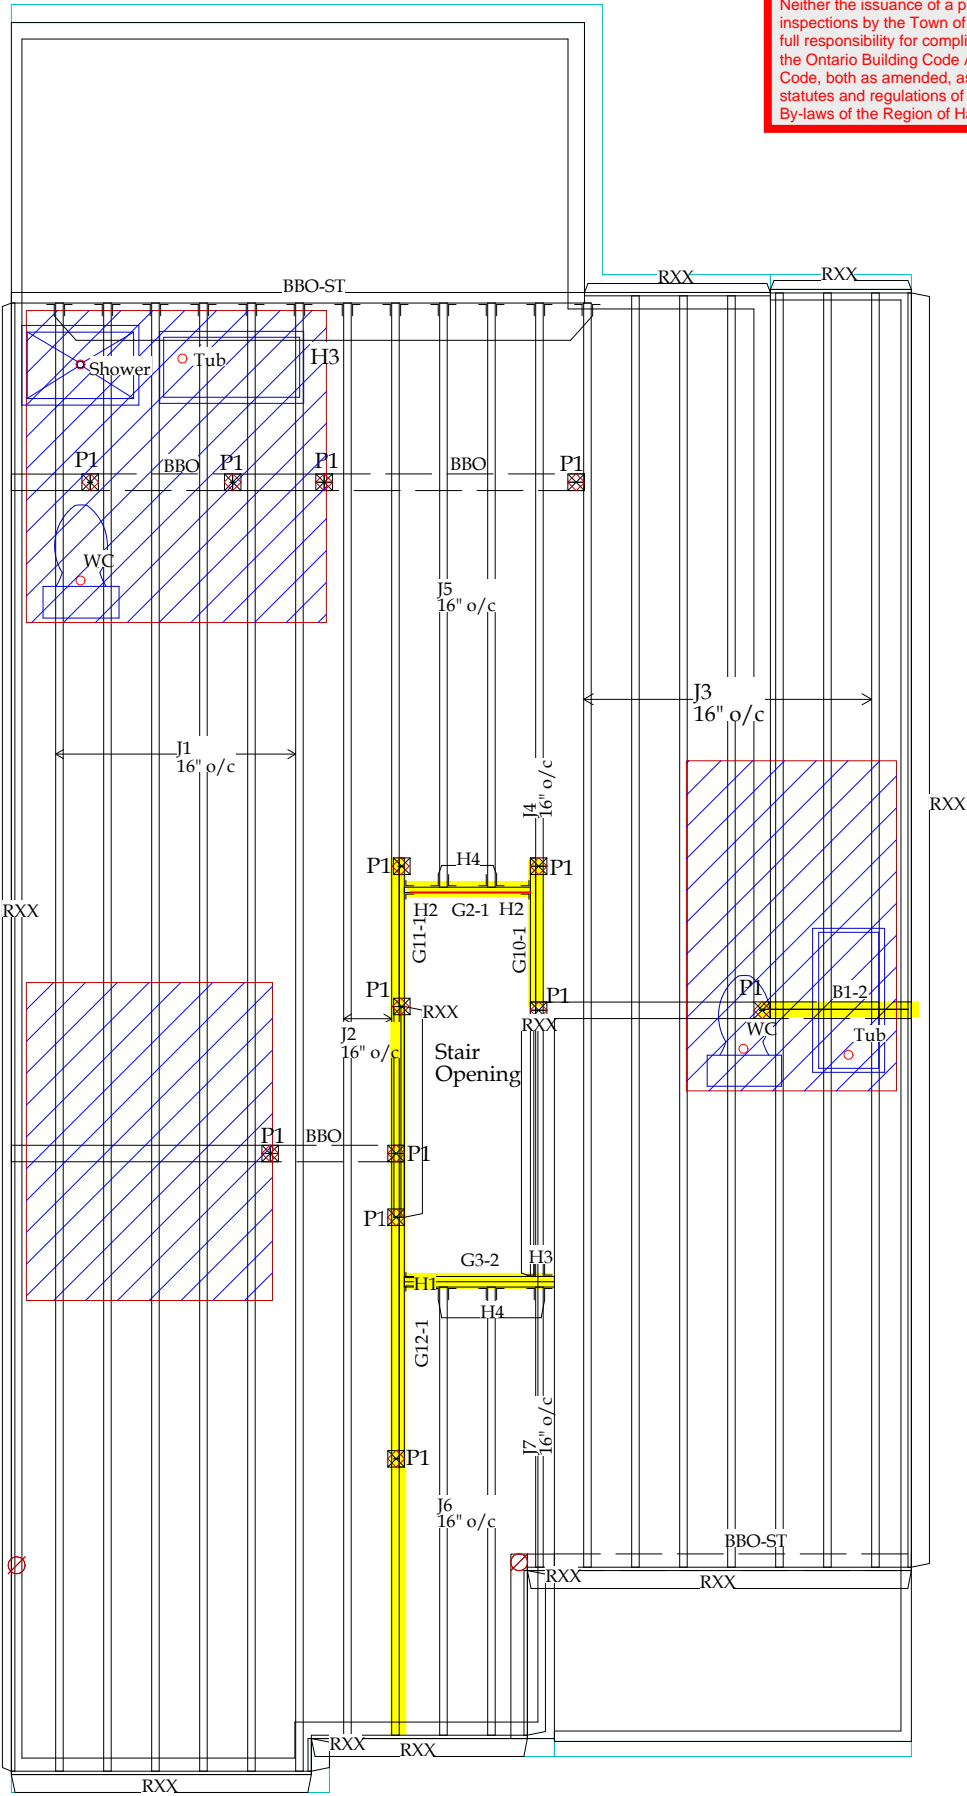 Neither the issuance of a p
inspections by the Town of
full responsibility for compli
the Ontario Building Code A
Code, both as amended, as
statutes and regulations of
By-laws of the Region of Ha
RXX
RXX
BBO-ST
H3
Shower
Tub
P1
BBO
P1
P1
BBO
P1
WC
J5
16" o/c
J3
16" o/c
J1
16" o/c
J4
16" o/c
RXX
P1
H4
P1
RXX
H2
G2-1
H2
G11-1
G10-1
P1
RXX
P1
RXX
P1
B1-2
WC
Tub
J2
16" o/c
Stair
Opening
P1
BBO
P1
P1
G3-2
H3
H1
H4
G12-1
J7
16" o/c
P1
J6
16" o/c
BBO-ST
RXX
RXX
RXX
RXX
RXX